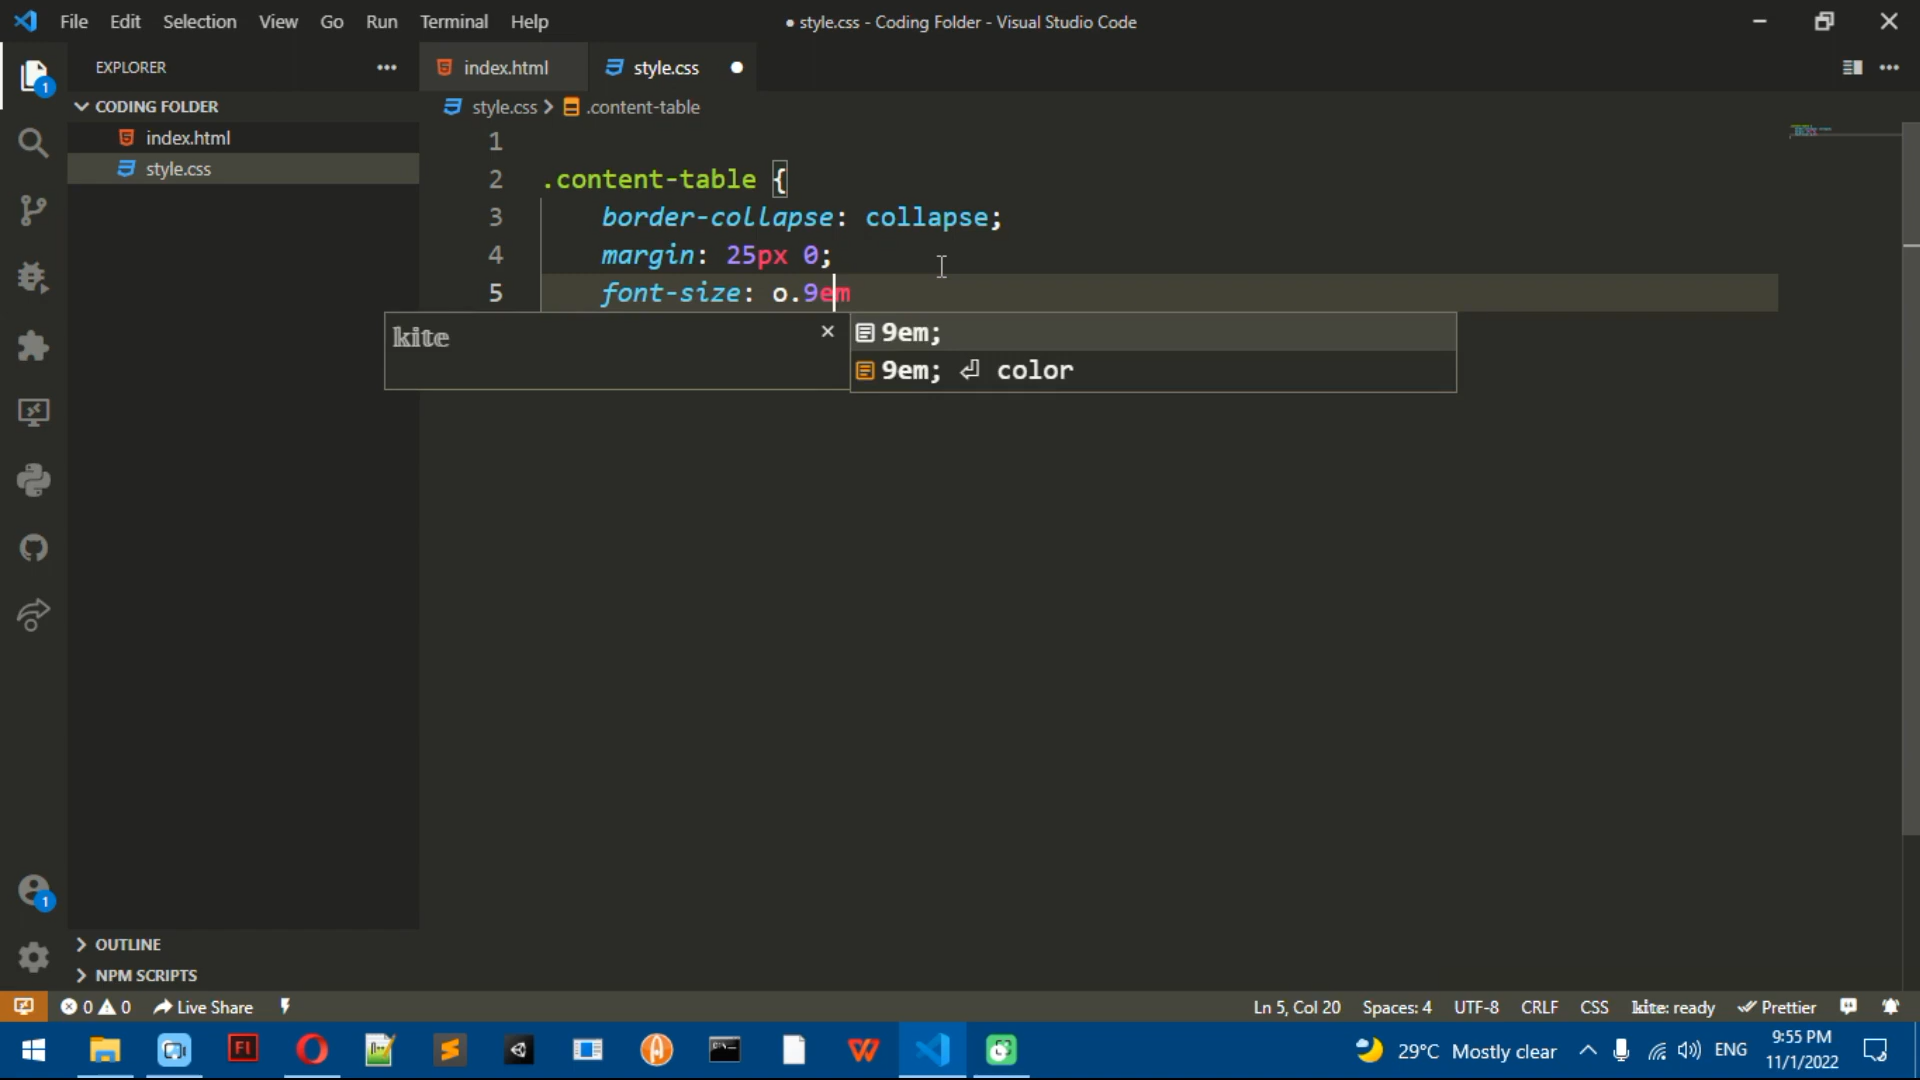 File Edit Selection View Go Run Terminal Help
● style.css - Coding Folder - Visual Studio Code
EXPLORER
index.html
style.css
1
CODING FOLDER
style.css > .content-table
index.html
style.css
1
2 .content-table {
3 border-collapse: collapse;
4 margin: 25px 0;
5 font-size: o.9em
kite
9em;
9em; ⏎ color
1
OUTLINE
NPM SCRIPTS
0 0 Live Share
Ln 5, Col 20 Spaces: 4 UTF-8 CRLF CSS kite: ready Prettier
Fl
29°C Mostly clear
ENG
9:55 PM
11/1/2022